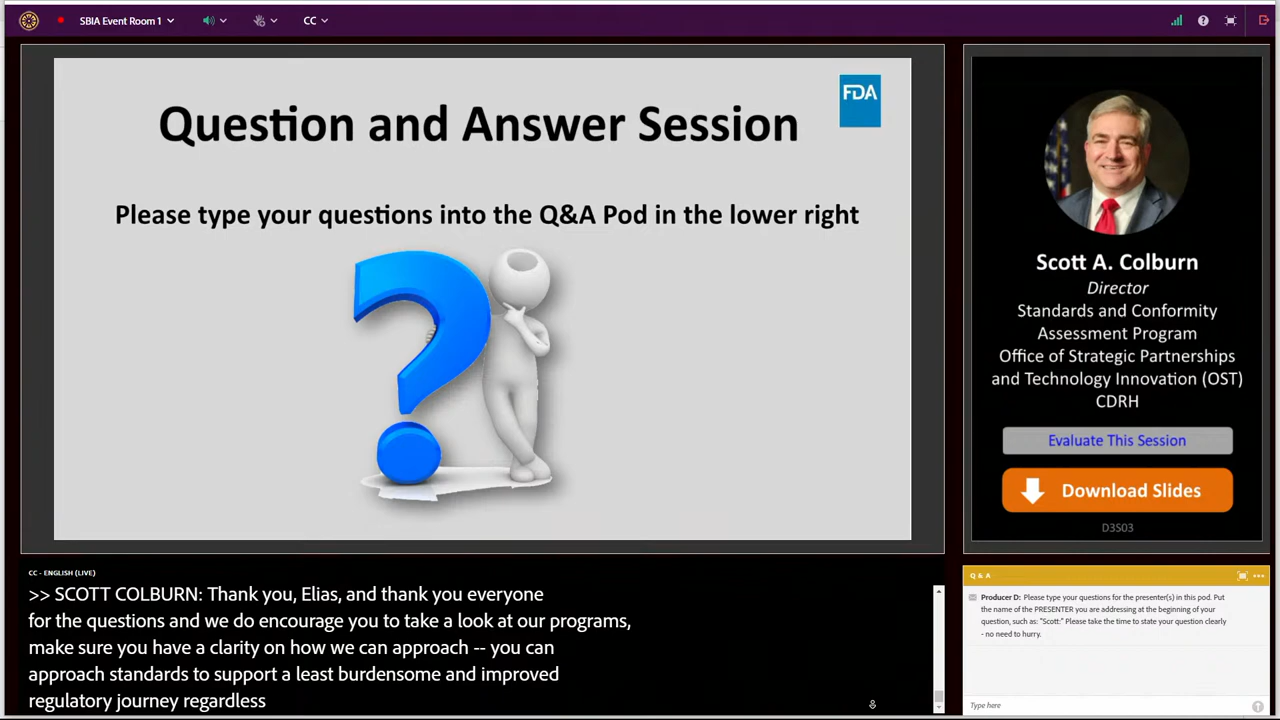 SBIA Event Room 1
CC
Question and Answer Session
FDA
Please type your questions into the Q&A Pod in the lower right
Scott A. Colburn
Director
Standards and Conformity
Assessment Program
Office of Strategic Partnerships
and Technology Innovation (OST)
CDRH
Evaluate This Session
Download Slides
D3S03
CC - ENGLISH (LIVE)
>> SCOTT COLBURN: Thank you, Elias, and thank you everyone
for the questions and we do encourage you to take a look at our programs,
make sure you have a clarity on how we can approach -- you can
approach standards to support a least burdensome and improved
regulatory journey regardless
Q & A
Producer D: Please type your questions for the presenter(s) in this pod. Put
the name of the PRESENTER you are addressing at the beginning of your
question, such as: "Scott:" Please take the time to state your question clearly
- no need to hurry.
Type here